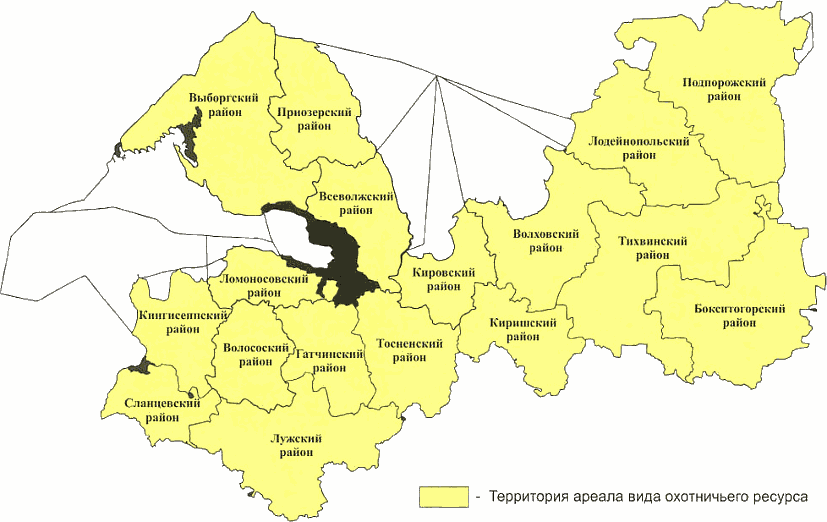 Подпорожский
район
Выборгский
район
Приозерский
район
Лодейнопольский
район
Всеволжский
район
Волховский
район
Тихвинский
район
Кировский
район
Ломоносовский
район
Бокситогорский
район
Кингисеппский
район
Киришский
район
Тосненский
район
Волосоский
район
Гатчинский
район
Сланцевский
район
Лужский
район
- Территория ареала вида охотничьего ресурса